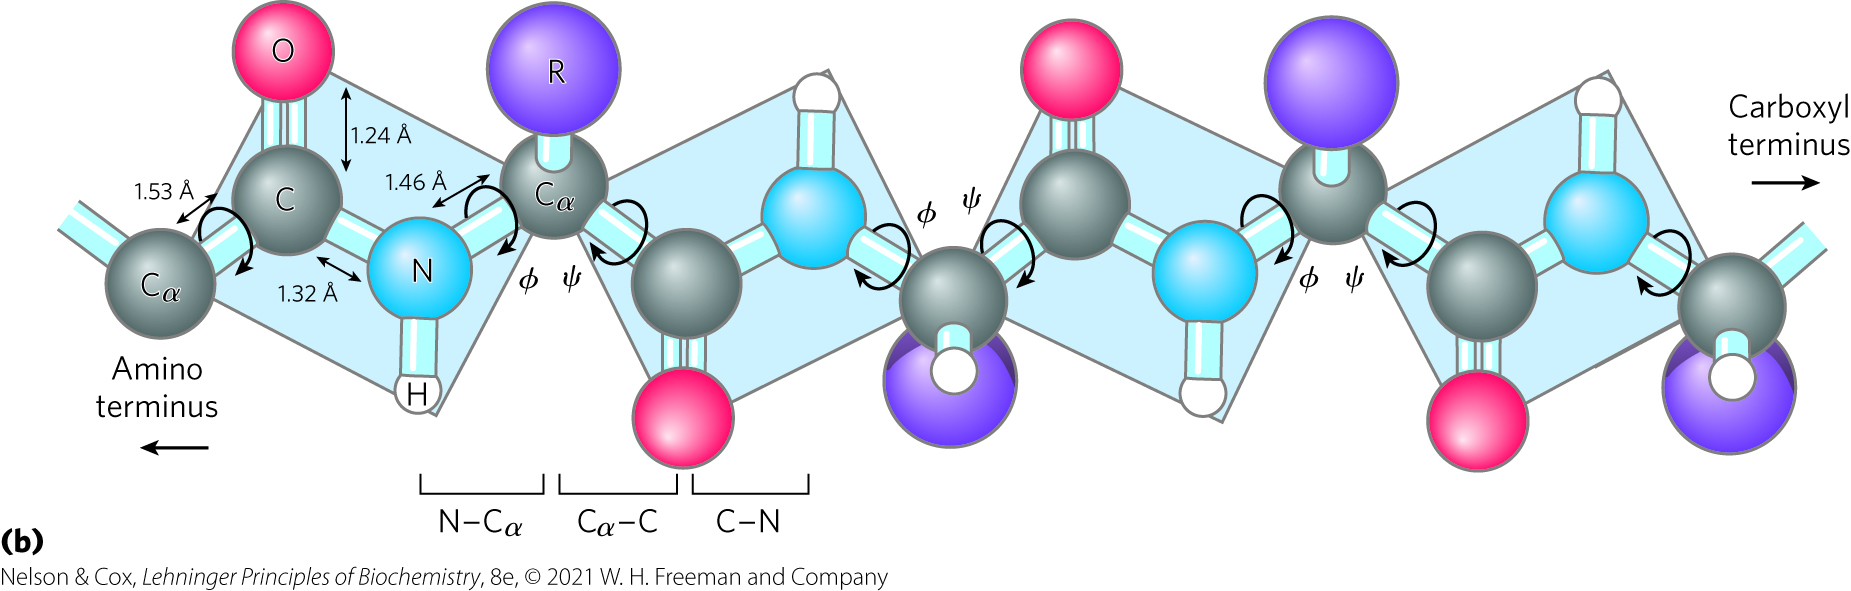 O
R
1.24 Å
Carboxyl
terminus
1.53 Å
1.46 Å
C
Cα
ϕ
ψ
N
Cα
1.32 Å
ϕ
ψ
ϕ
ψ
Amino
terminus
H
N–Cα
Cα–C
C–N
(b)
Nelson & Cox, Lehninger Principles of Biochemistry, 8e, © 2021 W. H. Freeman and Company